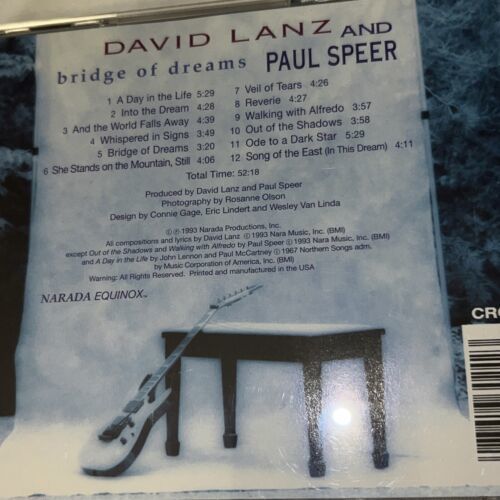 DAVID LANZ AND
bridge of dreams PAUL SPEER
1 A Day in the Life 5:29
2 Into the Dream 4:28
3 And the World Falls Away 4:39
4 Whispered in Signs 3:49
5 Bridge of Dreams 3:20
6 She Stands on the Mountain, Still 4:06
7 Veil of Tears 4:26
8 Reverie 4:27
9 Walking with Alfredo 3:57
10 Out of the Shadows 3:58
11 Ode to a Dark Star 5:29
12 Song of the East (In This Dream) 4:11
Total Time: 52:18
Produced by David Lanz and Paul Speer
Photography by Rosanne Olson
Design by Connie Gage, Eric Lindert and Wesley Van Linda
© ℗ 1993 Narada Productions, Inc.
All compositions and lyrics by David Lanz © 1993 Nara Music, Inc. (BMI)
except Out of the Shadows and Walking with Alfredo by Paul Speer © 1993 Nara Music, Inc. (BMI)
and A Day in the Life by John Lennon and Paul McCartney © 1967 Northern Songs adm.
by Music Corporation of America, Inc. (BMI)
Warning: All Rights Reserved. Printed and manufactured in the USA
NARADA EQUINOX™
CRC